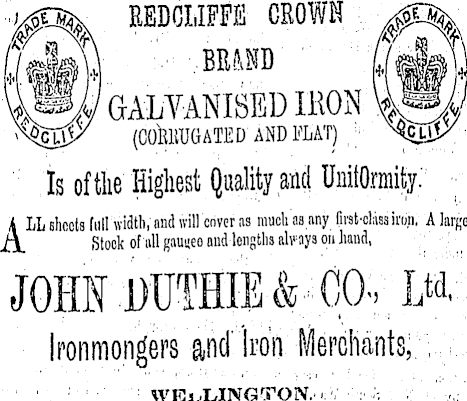 TRADE MARK
REDCLIFFE
REDCLIFFE CROWN
BRAND
GALVANISED IRON
(CORRUGATED AND FLAT)
TRADE MARK
REDCLIFFE
Is of the Highest Quality and Uniformity.
ALL sheets full width, and will cover as much as any first-class iron. A large
Stock of all gauges and lengths always on hand,
JOHN DUTHIE & CO., Ltd,
Ironmongers and Iron Merchants,
WELLINGTON.